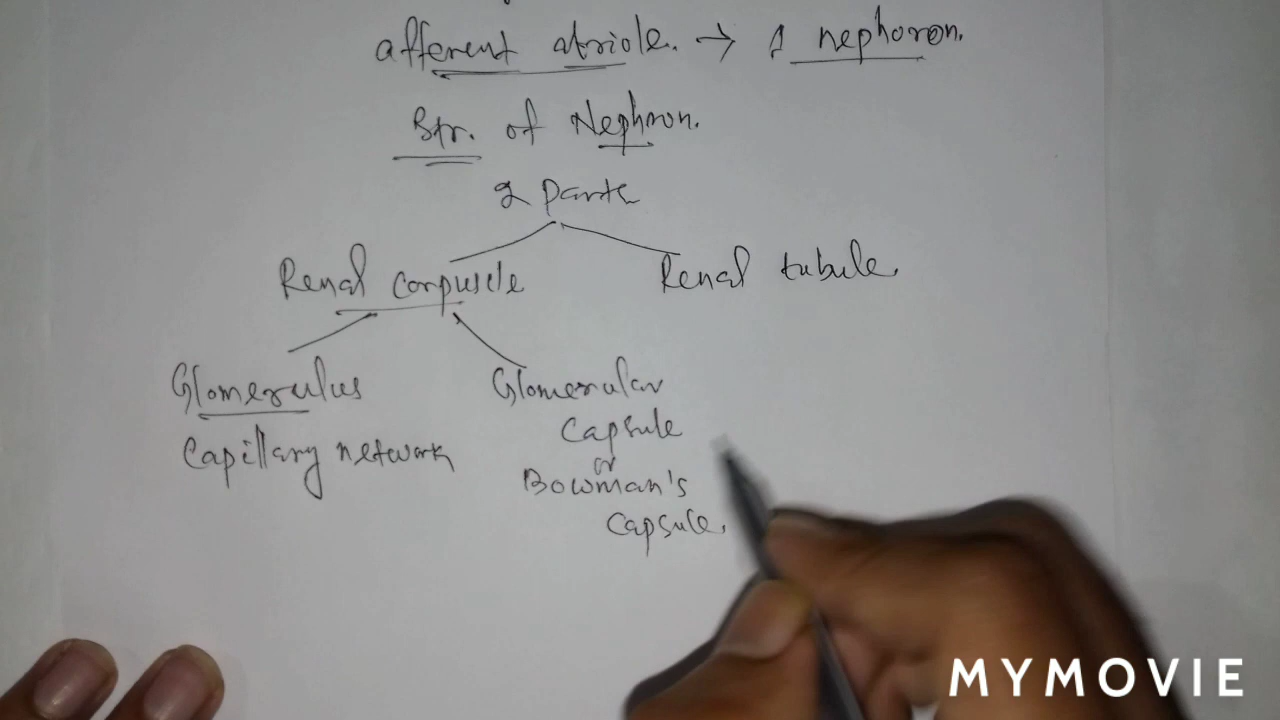 afferent atriole. → 1 nephoron.
Str. of Nephron.
2 parts
Renal corpuscle Renal tubule.
Glomerulus Glomerular
Capillary network Capsule
or
Bowman's
Capsule.
MYMOVIE